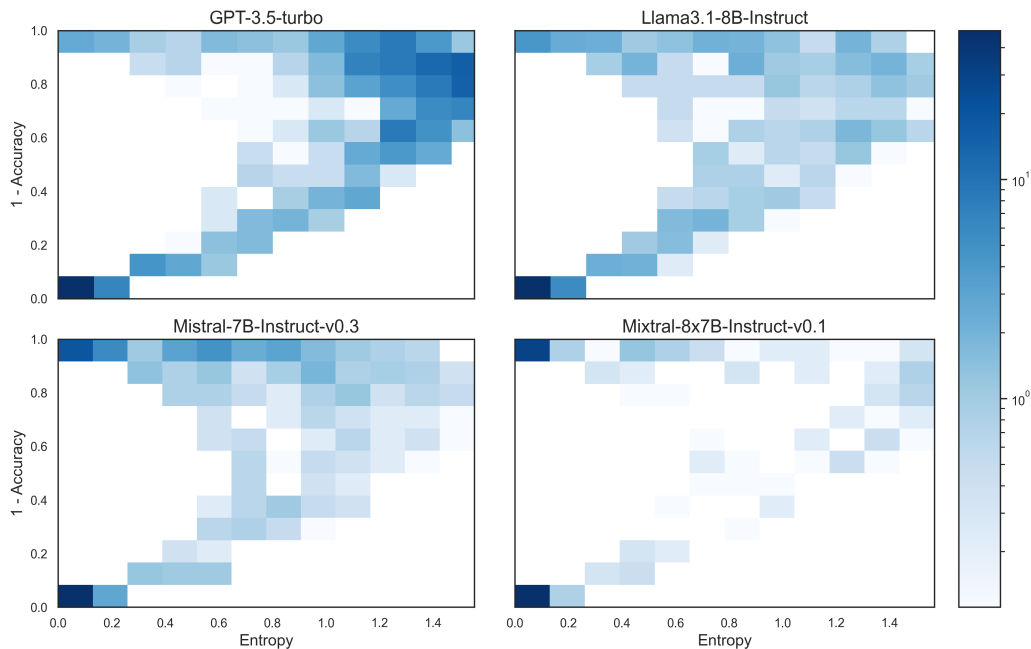 GPT-3.5-turbo
Llama3.1-8B-Instruct
1.0
0.8
0.6
0.4
0.2
0.0
1 - Accuracy
10¹
10⁰
Mistral-7B-Instruct-v0.3
Mixtral-8x7B-Instruct-v0.1
1.0
0.8
0.6
0.4
0.2
0.0
1 - Accuracy
0.0 0.2 0.4 0.6 0.8 1.0 1.2 1.4
Entropy
0.0 0.2 0.4 0.6 0.8 1.0 1.2 1.4
Entropy